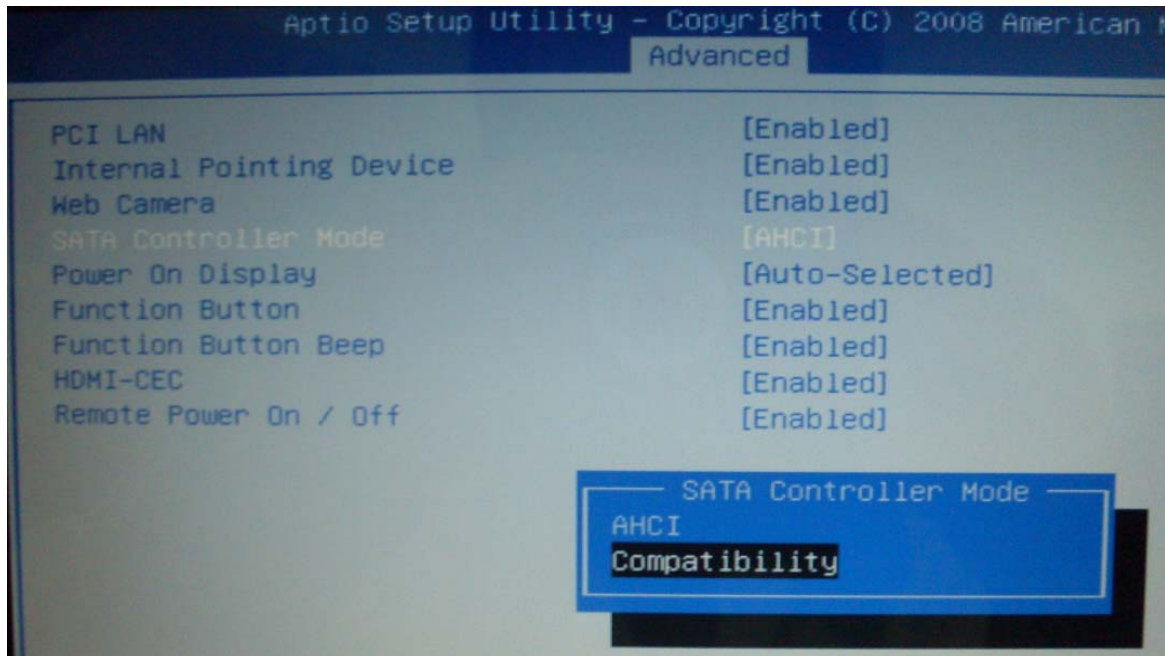 Aptio Setup Utility – Copyright (C) 2008 American
Advanced
PCI LAN [Enabled]
Internal Pointing Device [Enabled]
Web Camera [Enabled]
SATA Controller Mode [AHCI]
Power On Display [Auto-Selected]
Function Button [Enabled]
Function Button Beep [Enabled]
HDMI-CEC [Enabled]
Remote Power On / Off [Enabled]
SATA Controller Mode
AHCI
Compatibility